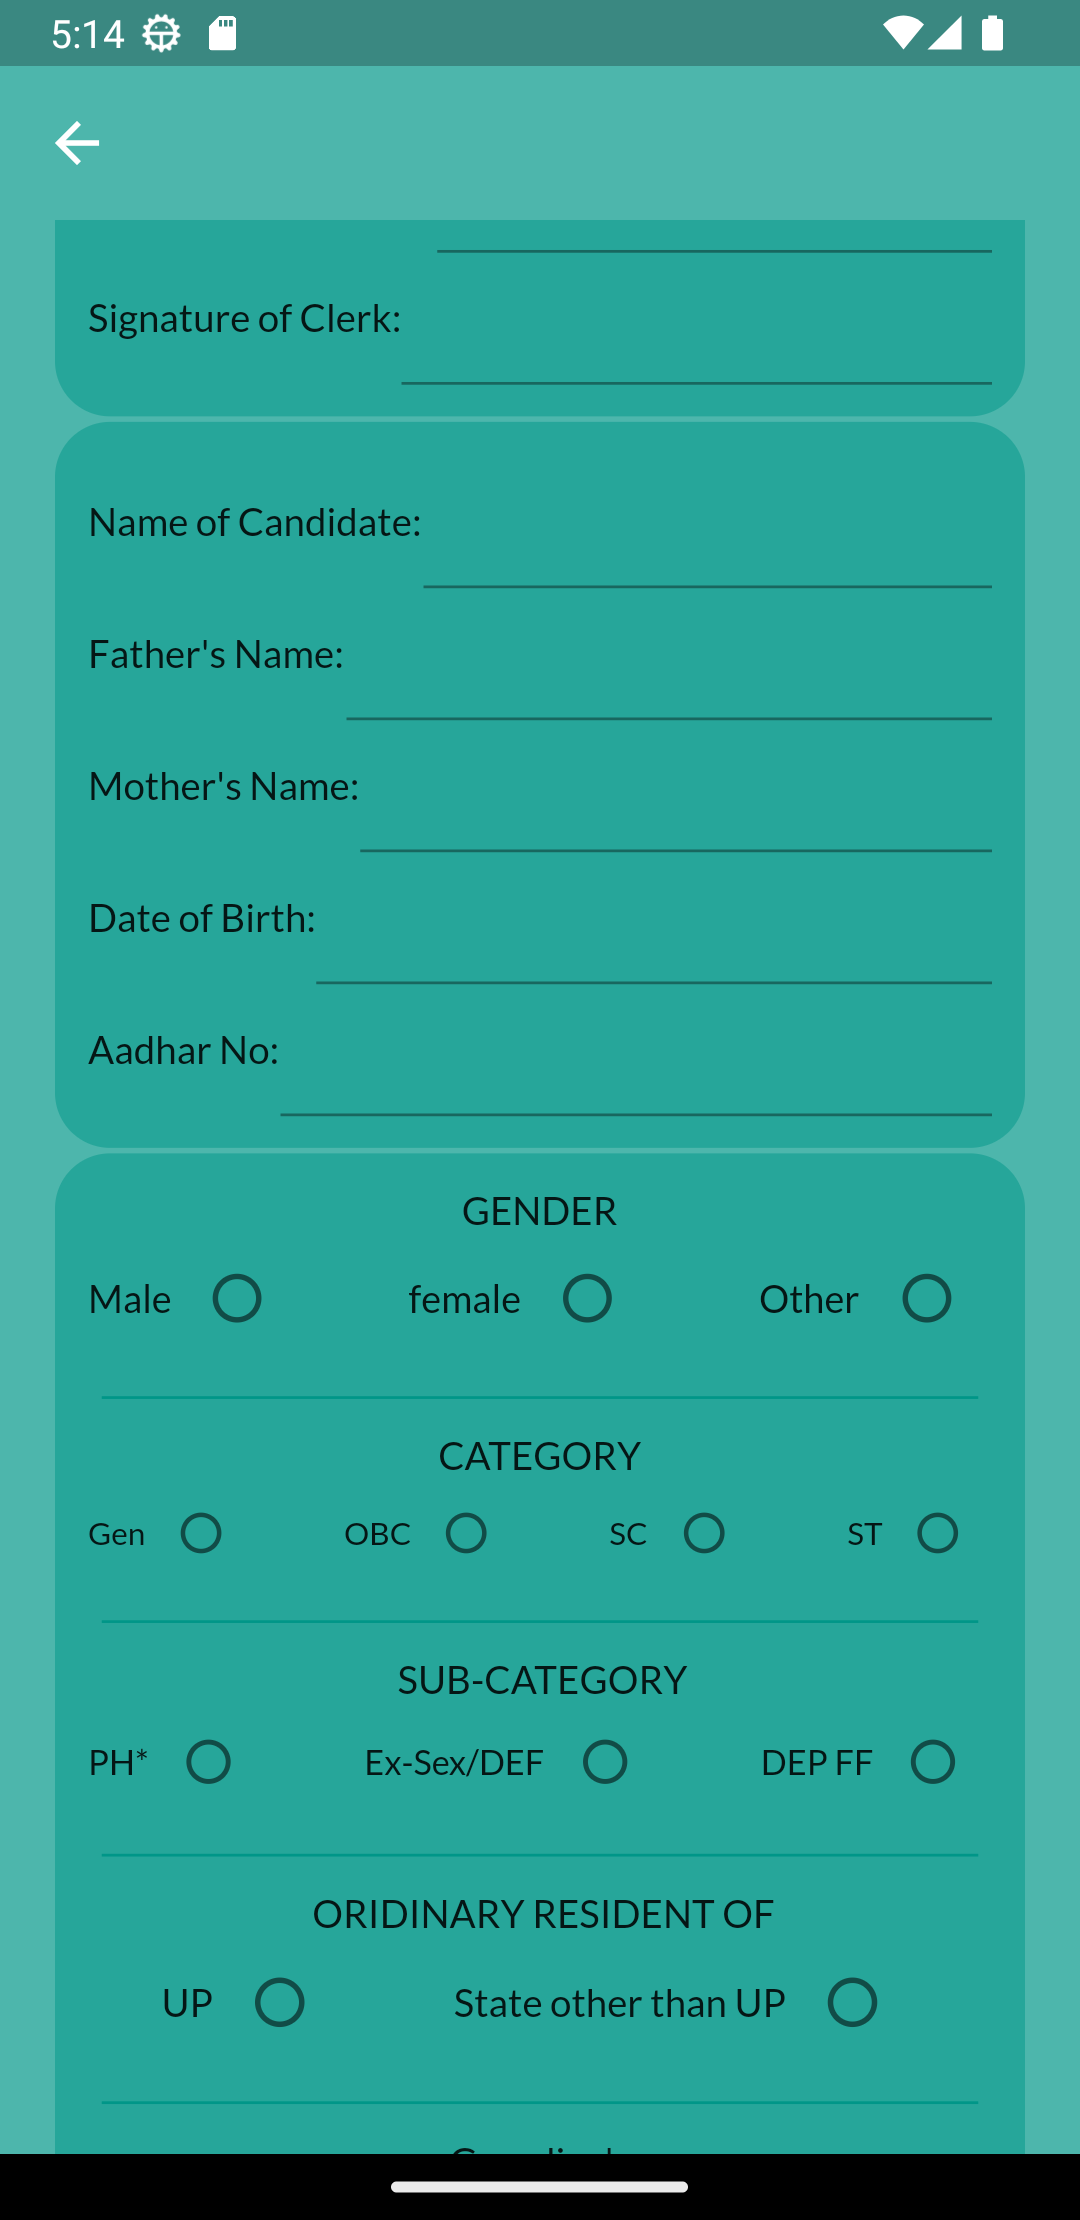 5:14
Signature of Clerk:
Name of Candidate:
Father's Name:
Mother's Name:
Date of Birth:
Aadhar No:
GENDER
Male female Other
CATEGORY
Gen OBC SC ST
SUB-CATEGORY
PH* Ex-Sex/DEF DEP FF
ORIDINARY RESIDENT OF
UP State other than UP